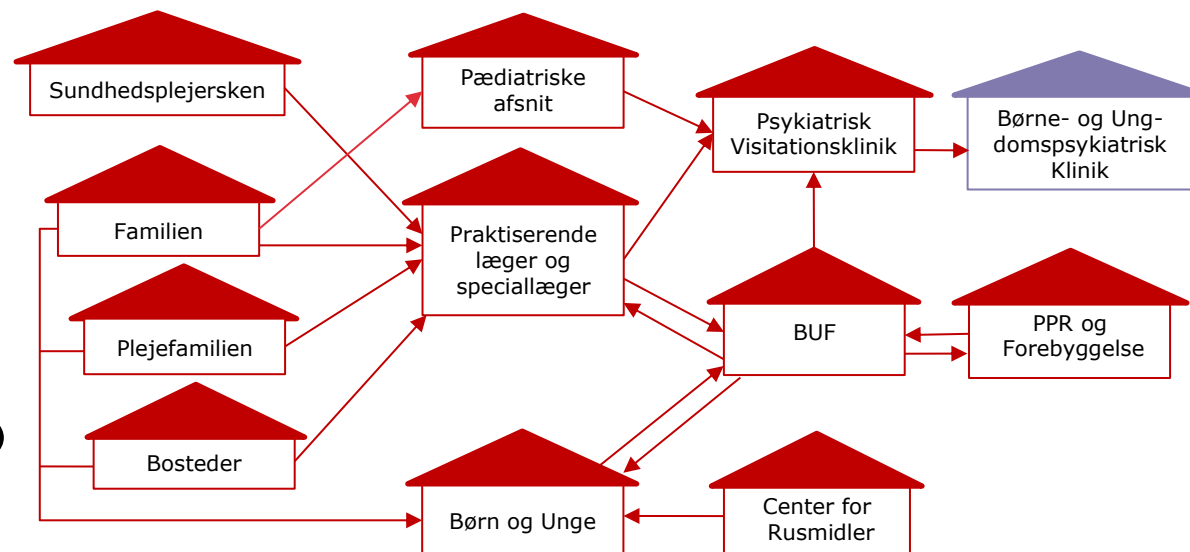 Sundhedsplejersken
Pædiatriske
afsnit
Psykiatrisk
Visitationsklinik
Børne- og Ung-
domspsykiatrisk
Klinik
Familien
Praktiserende
læger og
speciallæger
Plejefamilien
BUF
PPR og
Forebyggelse
Bosteder
Børn og Unge
Center for
Rusmidler